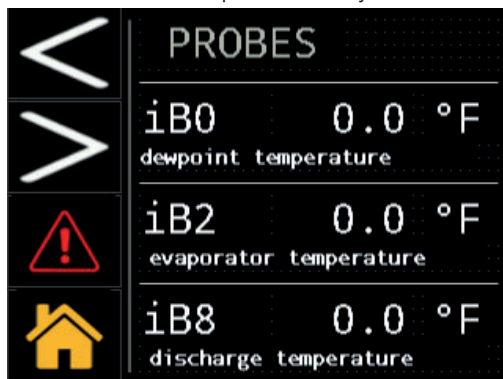 PROBES
iB0 0.0 °F
dewpoint temperature
iB2 0.0 °F
evaporator temperature
iB8 0.0 °F
discharge temperature